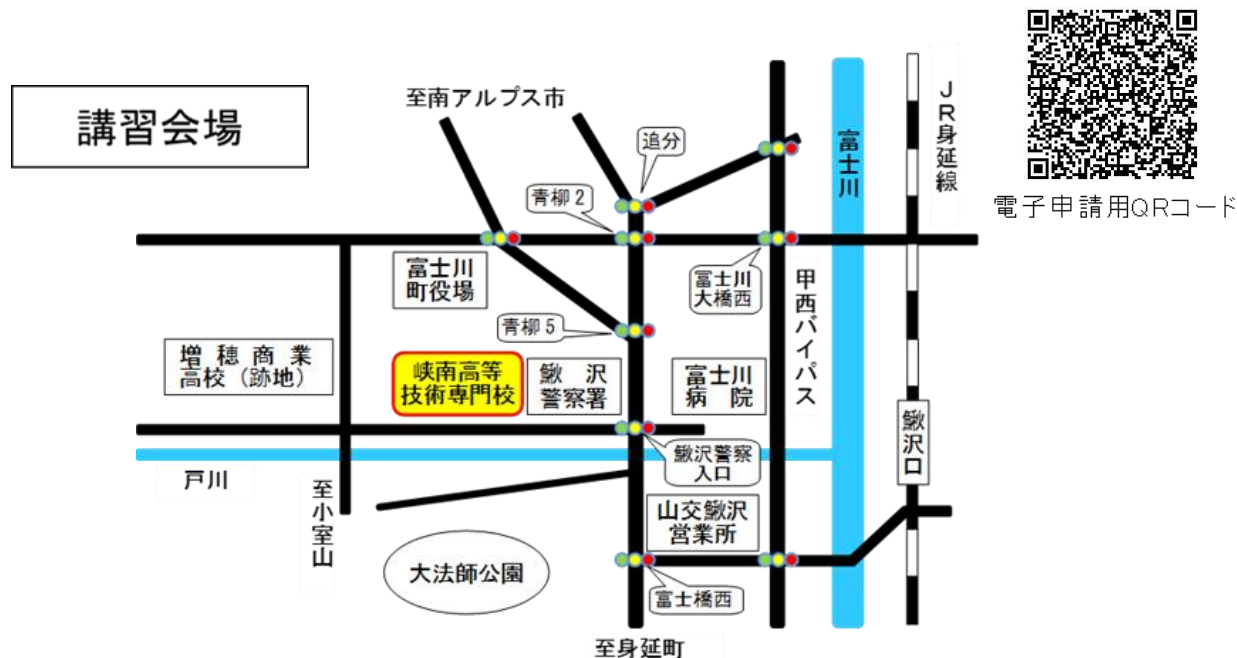 講習会場
至南アルプス市
追分
青柳2
富士川
JR身延線
電子申請用QRコード
富士川
町役場
富士川
大橋西
甲西バイパス
青柳5
増穂商業
高校（跡地）
峡南高等
技術専門校
鰍沢
警察署
富士川
病院
鰍沢口
鰍沢警察
入口
戸川
至小室山
山交鰍沢
営業所
大法師公園
富士橋西
至身延町